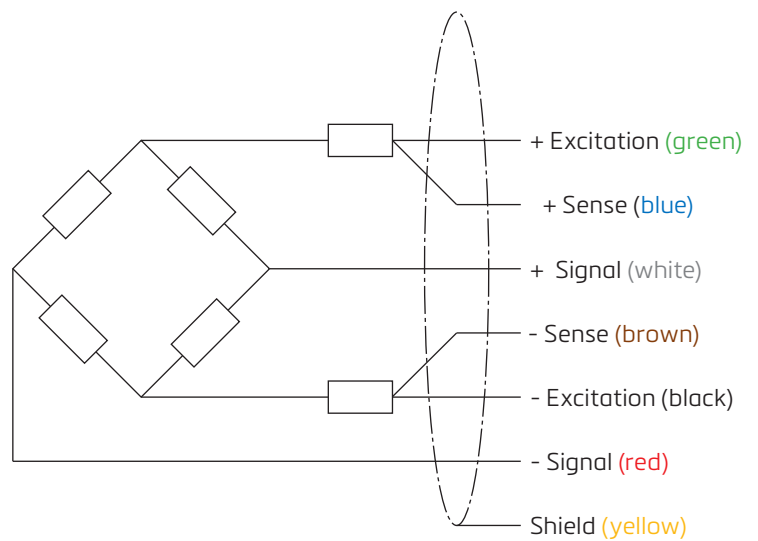 + Excitation (green)
+ Sense (blue)
+ Signal (white)
- Sense (brown)
- Excitation (black)
- Signal (red)
Shield (yellow)